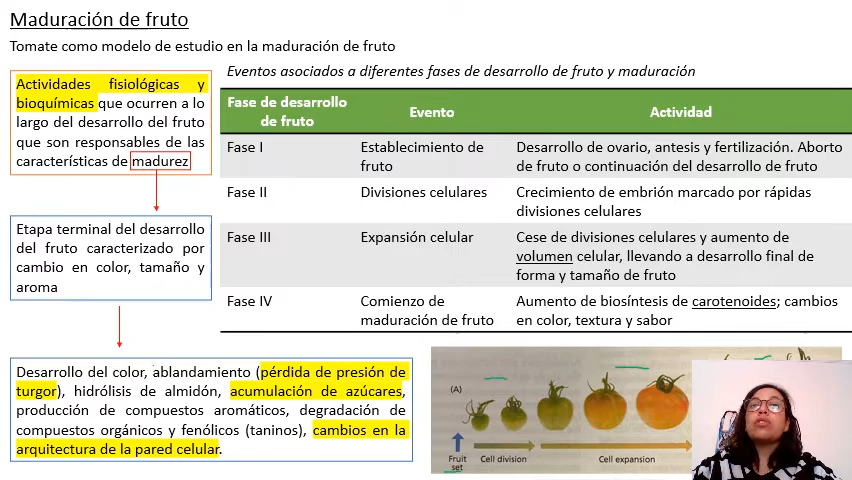 Maduración de fruto
Tomate como modelo de estudio en la maduración de fruto
Actividades fisiológicas y
bioquímicas que ocurren a lo
largo del desarrollo del fruto
que son responsables de las
características de madurez
Etapa terminal del desarrollo
del fruto caracterizado por
cambio en color, tamaño y
aroma
Desarrollo del color, ablandamiento (pérdida de presión de
turgor), hidrólisis de almidón, acumulación de azúcares,
producción de compuestos aromáticos, degradación de
compuestos orgánicos y fenólicos (taninos), cambios en la
arquitectura de la pared celular.
Eventos asociados a diferentes fases de desarrollo de fruto y maduración
Fase de desarrollo
de fruto
Evento
Actividad
Fase I
Establecimiento de
fruto
Desarrollo de ovario, antesis y fertilización. Aborto
de fruto o continuación del desarrollo de fruto
Fase II
Divisiones celulares
Crecimiento de embrión marcado por rápidas
divisiones celulares
Fase III
Expansión celular
Cese de divisiones celulares y aumento de
volumen celular, llevando a desarrollo final de
forma y tamaño de fruto
Fase IV
Comienzo de
maduración de fruto
Aumento de biosíntesis de carotenoides; cambios
en color, textura y sabor
(A)
Fruit
set
Cell division
Cell expansion